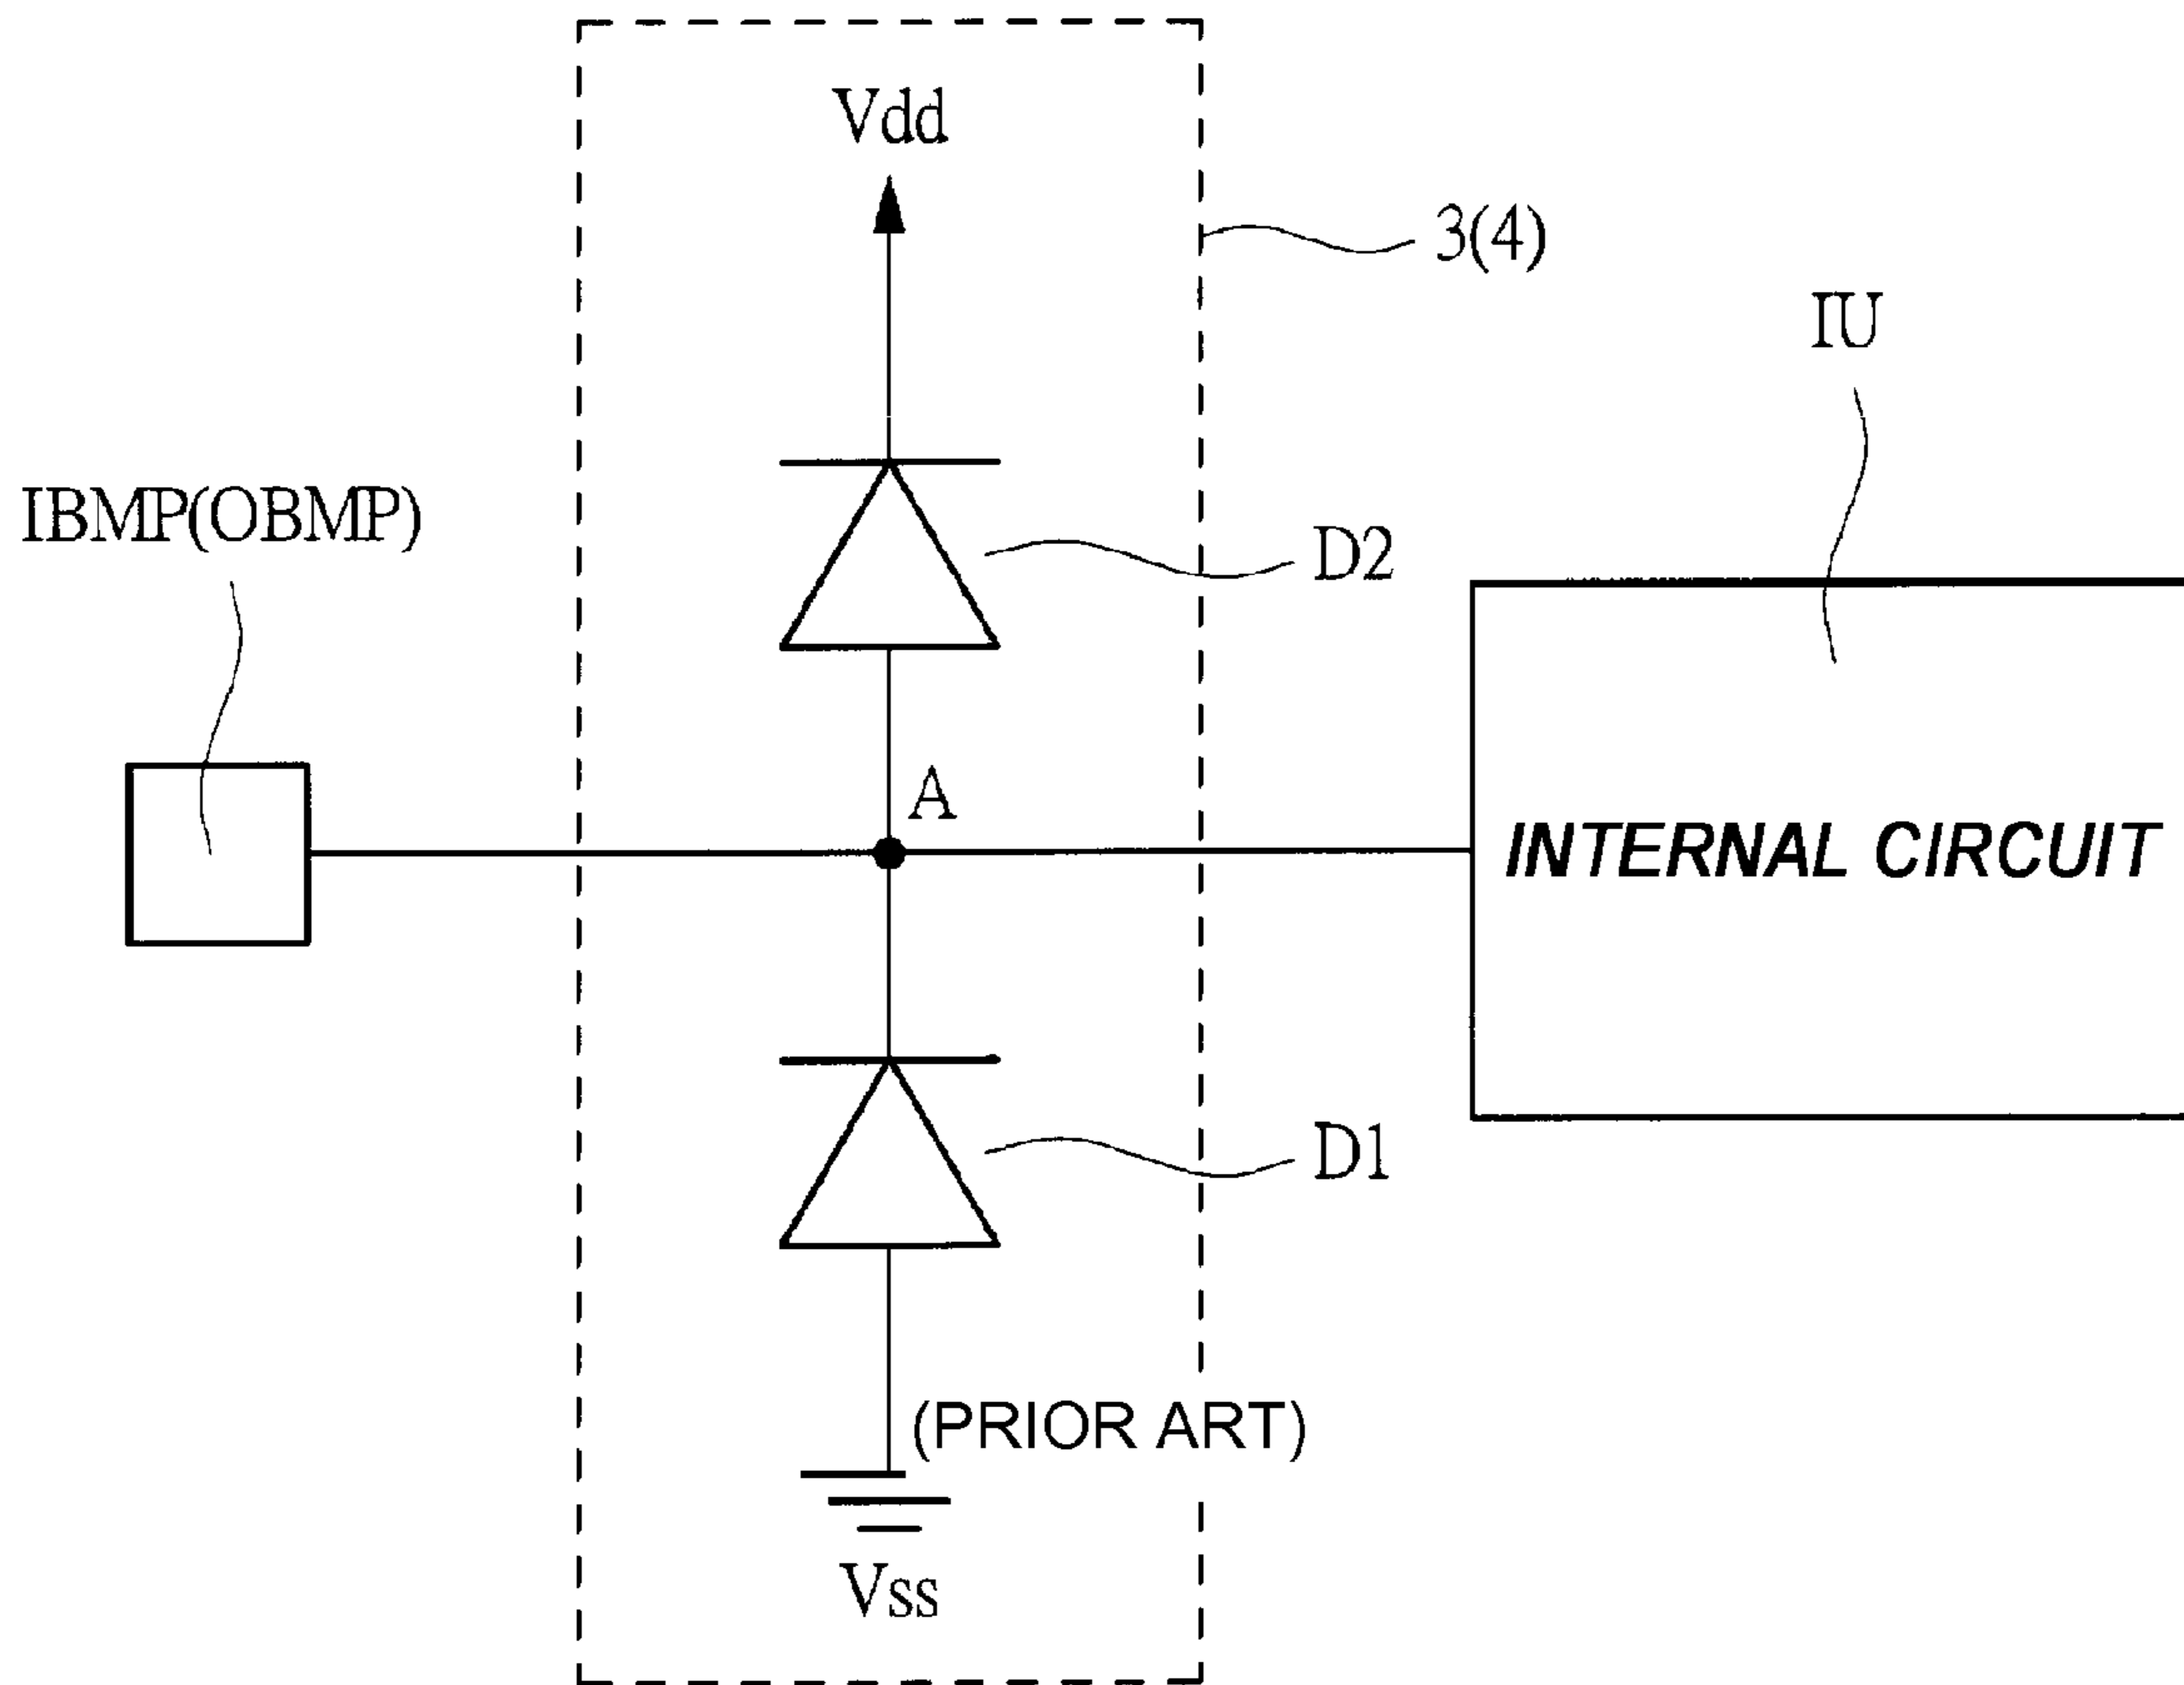 Vdd
3(4)
IU
IBMP(OBMP)
D2
A
INTERNAL CIRCUIT
D1
(PRIOR ART)
Vss